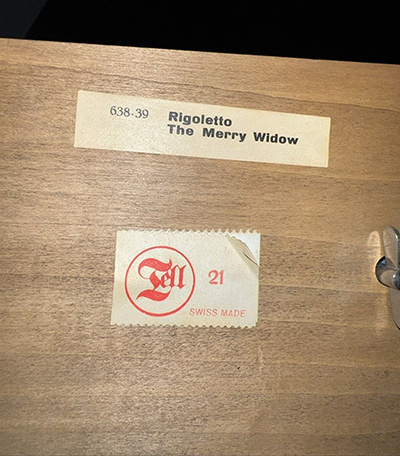 638-39 Rigoletto
The Merry Widow
Tell 21
SWISS MADE